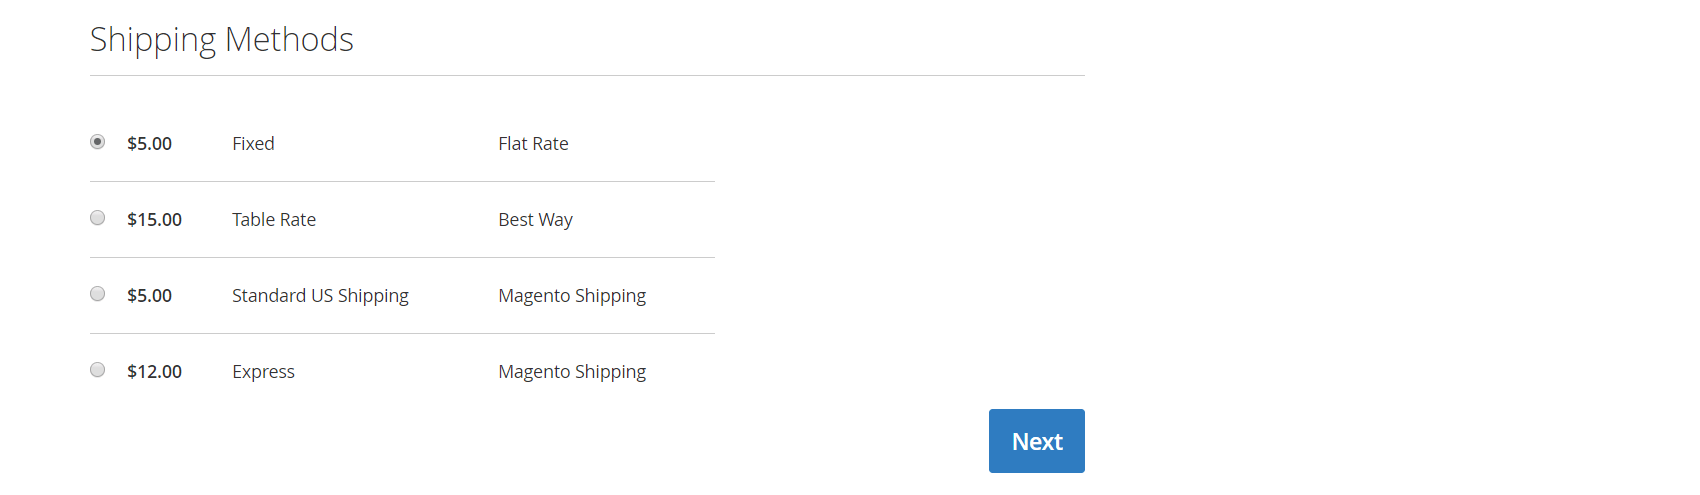 Shipping Methods
$5.00 Fixed Flat Rate
$15.00 Table Rate Best Way
$5.00 Standard US Shipping Magento Shipping
$12.00 Express Magento Shipping
Next